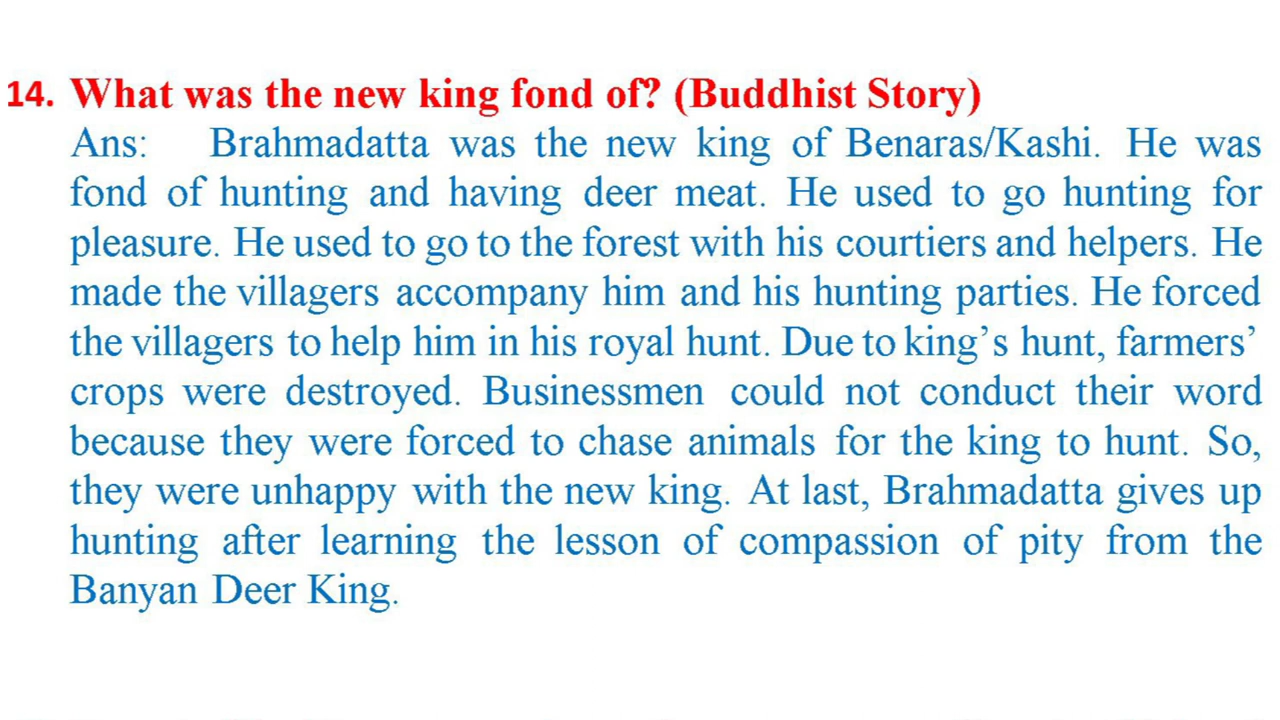 14. What was the new king fond of? (Buddhist Story)
Ans: Brahmadatta was the new king of Benaras/Kashi. He was
fond of hunting and having deer meat. He used to go hunting for
pleasure. He used to go to the forest with his courtiers and helpers. He
made the villagers accompany him and his hunting parties. He forced
the villagers to help him in his royal hunt. Due to king’s hunt, farmers’
crops were destroyed. Businessmen could not conduct their word
because they were forced to chase animals for the king to hunt. So,
they were unhappy with the new king. At last, Brahmadatta gives up
hunting after learning the lesson of compassion of pity from the
Banyan Deer King.